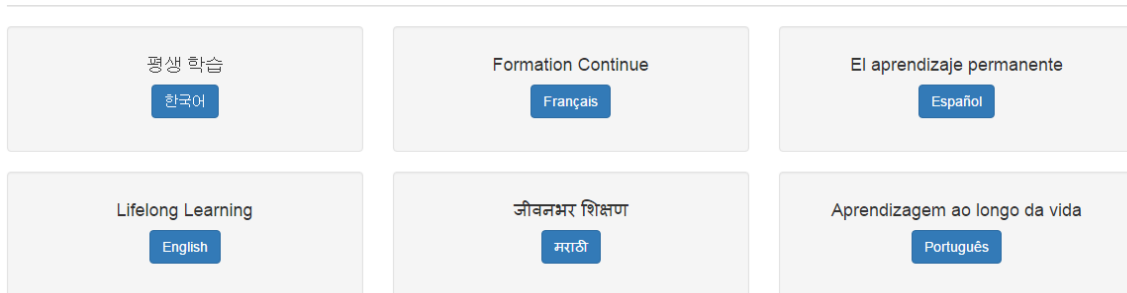 평생 학습
한국어
Formation Continue
Français
El aprendizaje permanente
Español
Lifelong Learning
English
जीवनभर शिक्षण
मराठी
Aprendizagem ao longo da vida
Português